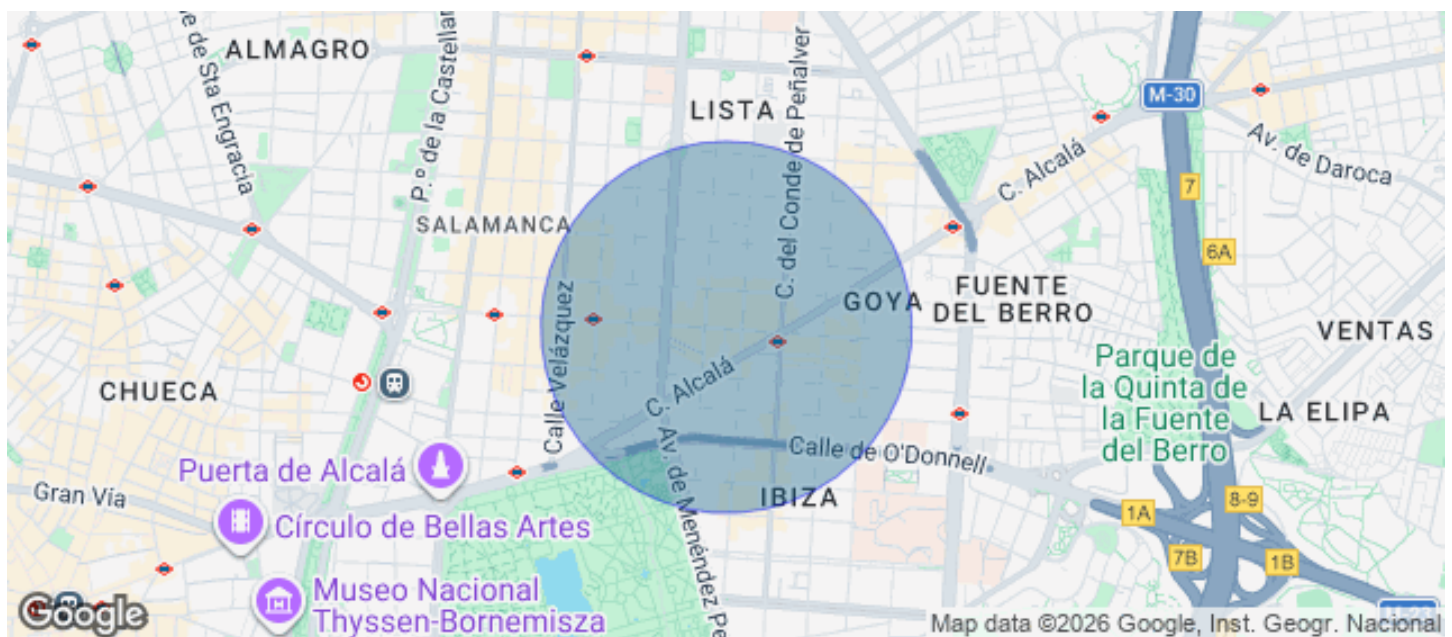 ALMAGRO
e de Sta Engracia
P.º de la Castellan
LISTA
C. del Conde de Peñalver
M-30
Av. de Daroca
C. Alcalá
7
SALAMANCA
6A
GOYA
FUENTE
DEL BERRO
VENTAS
Calle Velázquez
Parque de
la Quinta de
la Fuente
del Berro
CHUECA
C. Alcalá
LA ELIPA
C. Av. de Menéndez Pe
Calle de O'Donnell
Puerta de Alcalá
Gran Vía
IBIZA
8-9
1A
Círculo de Bellas Artes
7B
1B
Museo Nacional
Thyssen-Bornemisza
M-23
Google
Map data ©2026 Google, Inst. Geogr. Nacional